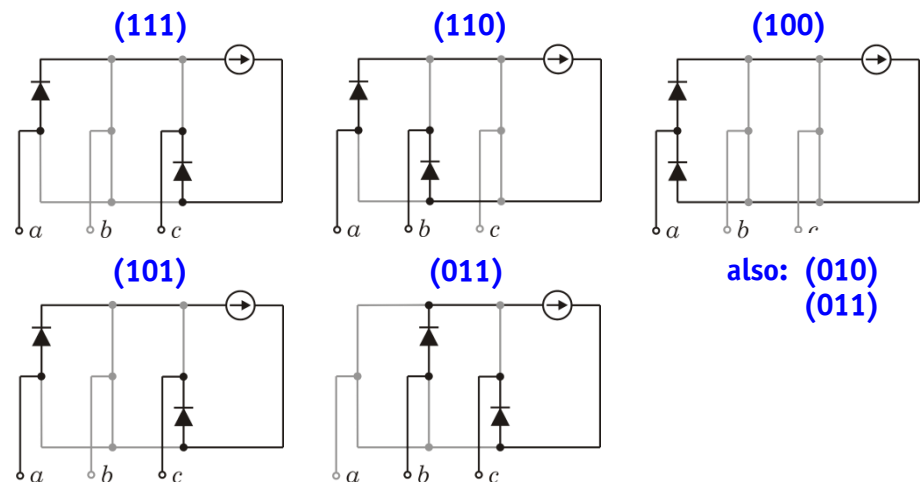 (111)
(110)
(100)
a b c
a b c
a b c
(101)
(011)
also: (010)
(011)
a b c
a b c